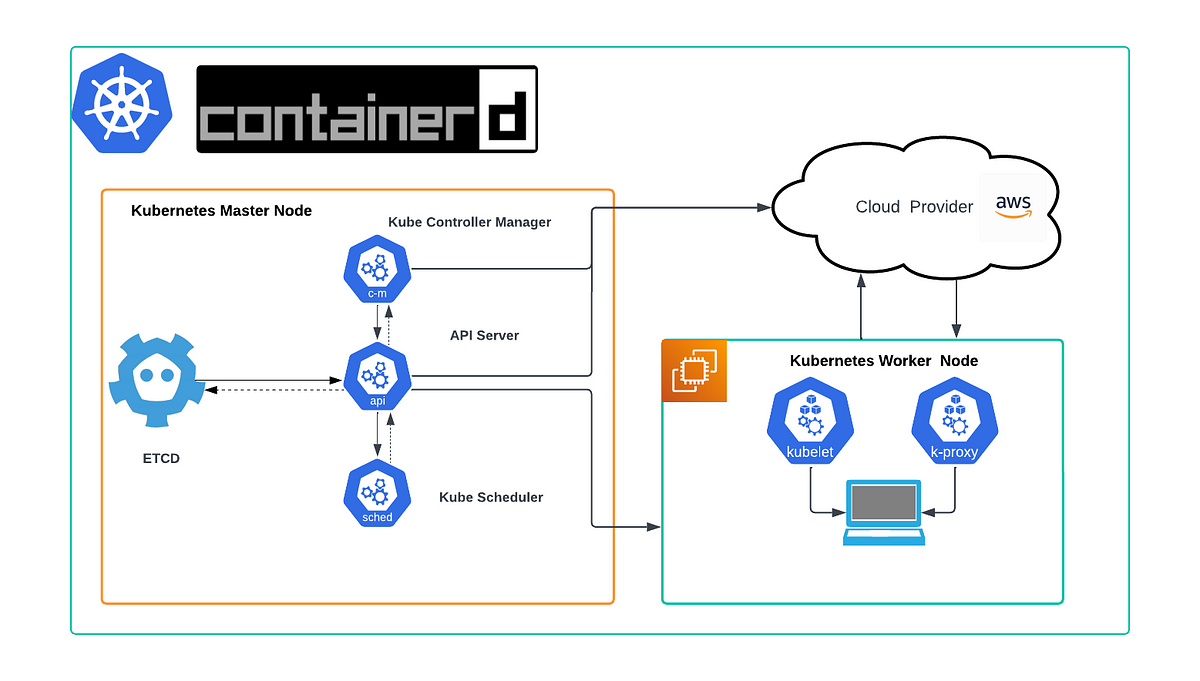 containerd
Kubernetes Master Node
Kube Controller Manager
c-m
API Server
api
ETCD
Kube Scheduler
sched
Cloud Provider
aws
Kubernetes Worker Node
kubelet
k-proxy